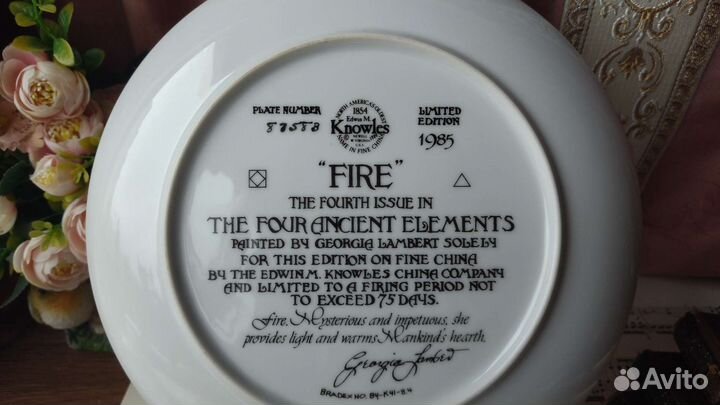 PLATE NUMBER
LIMITED
EDITION
NORTH AMERICA'S OLDEST
1854
Edwin M.
Knowles
NAME IN FINE CHINA
1985
"FIRE"
THE FOURTH ISSUE IN
THE FOUR ANCIENT ELEMENTS
PAINTED BY GEORGIA LAMBERT SOLELY
FOR THIS EDITION ON FINE CHINA
BY THE EDWIN M. KNOWLES CHINA COMPANY
AND LIMITED TO A FIRING PERIOD NOT
TO EXCEED 75 DAYS.
Fire, Mysterious and impetuous, she
provides light and warms Mankind's hearth.
Georgia Lambert
BRADEX NO. 84-K41-8.4
Avito